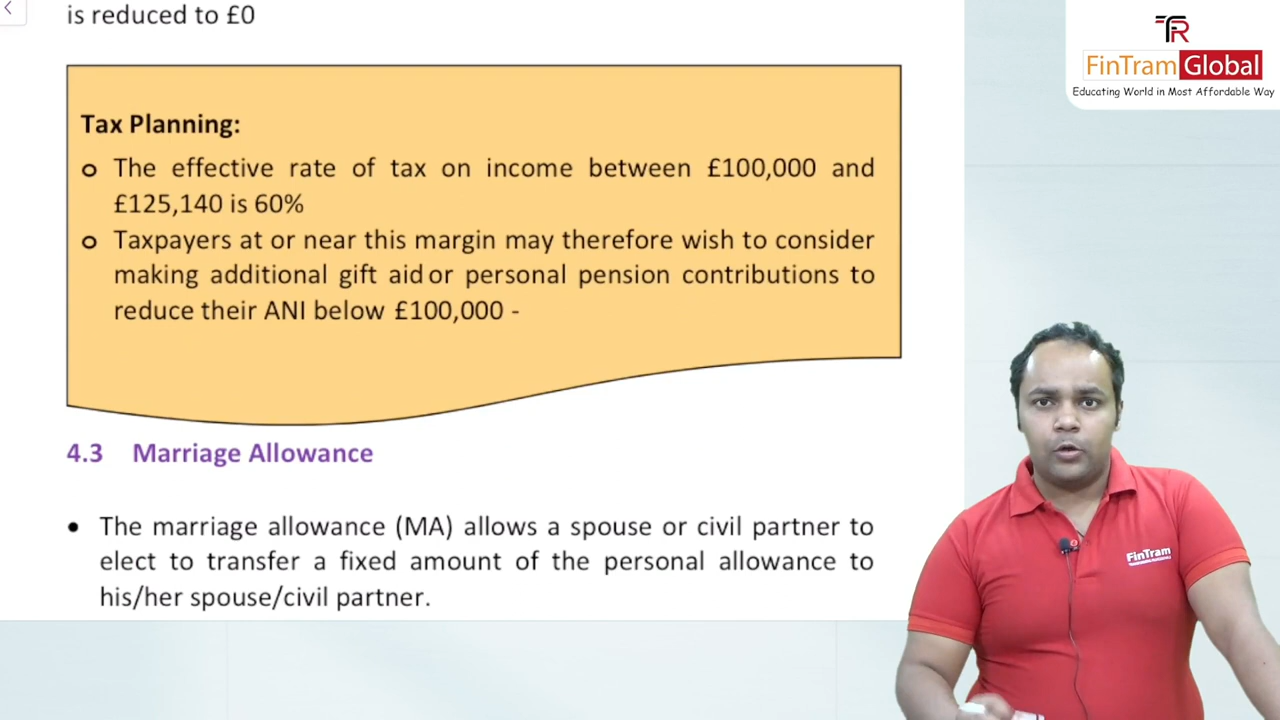 is reduced to £0
Tax Planning:
o The effective rate of tax on income between £100,000 and
£125,140 is 60%
o Taxpayers at or near this margin may therefore wish to consider
making additional gift aid or personal pension contributions to
reduce their ANI below £100,000 -
4.3 Marriage Allowance
• The marriage allowance (MA) allows a spouse or civil partner to
elect to transfer a fixed amount of the personal allowance to
his/her spouse/civil partner.
TR
FinTram Global
Educating World in Most Affordable Way
FinTram